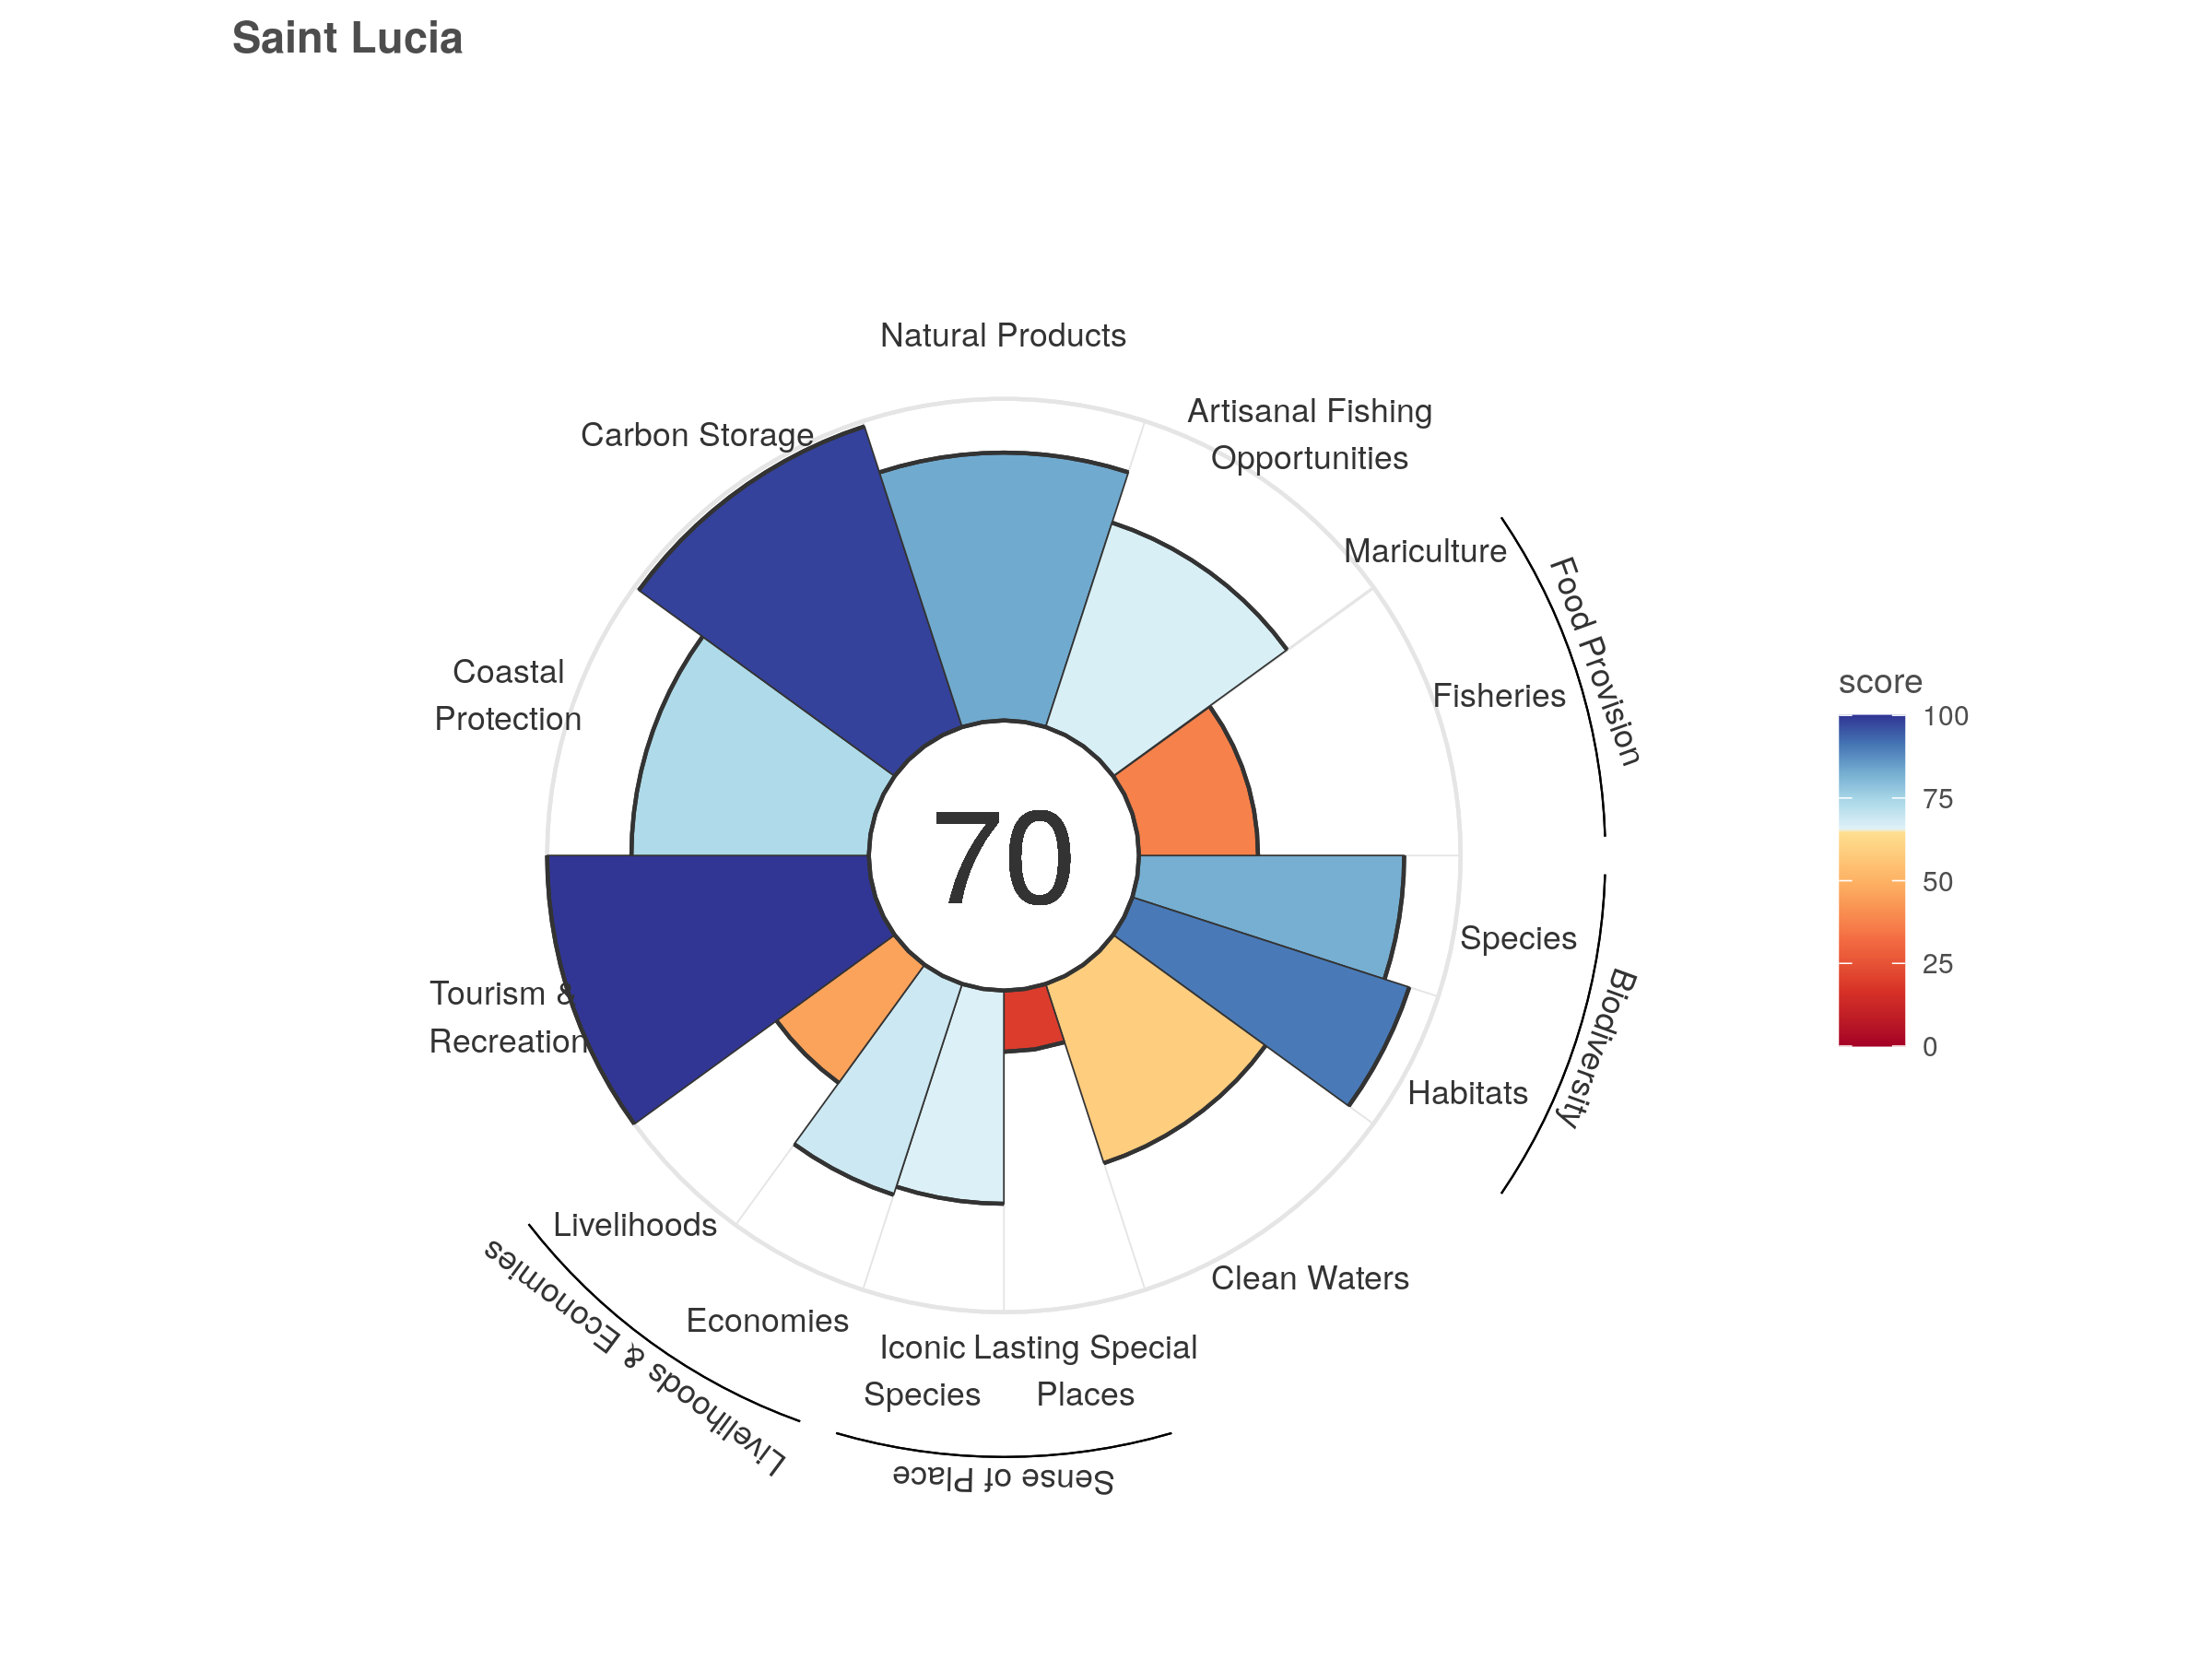 Saint Lucia
Natural Products
Artisanal Fishing
Opportunities
Carbon Storage
Mariculture
Food Provision
Fisheries
Coastal
Protection
score
100
75
50
25
0
70
Species
Biodiversity
Tourism &
Recreation
Habitats
Livelihoods
Clean Waters
Economies
Livelihoods & Economies
Iconic
Species
Lasting Special
Places
Sense of Place